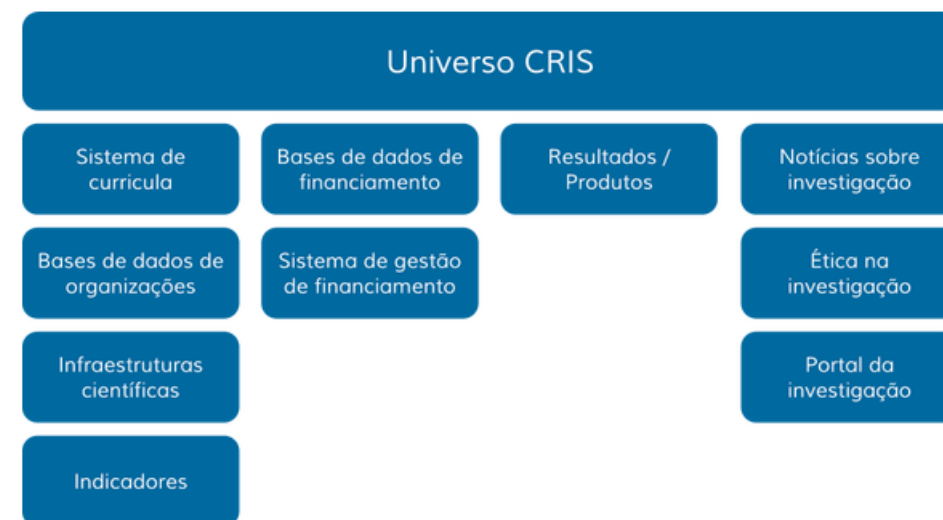 Universo CRIS
Sistema de
curricula
Bases de dados de
financiamento
Resultados /
Produtos
Notícias sobre
investigação
Bases de dados de
organizações
Sistema de gestão
de financiamento
Ética na
investigação
Infraestruturas
científicas
Portal da
investigação
Indicadores